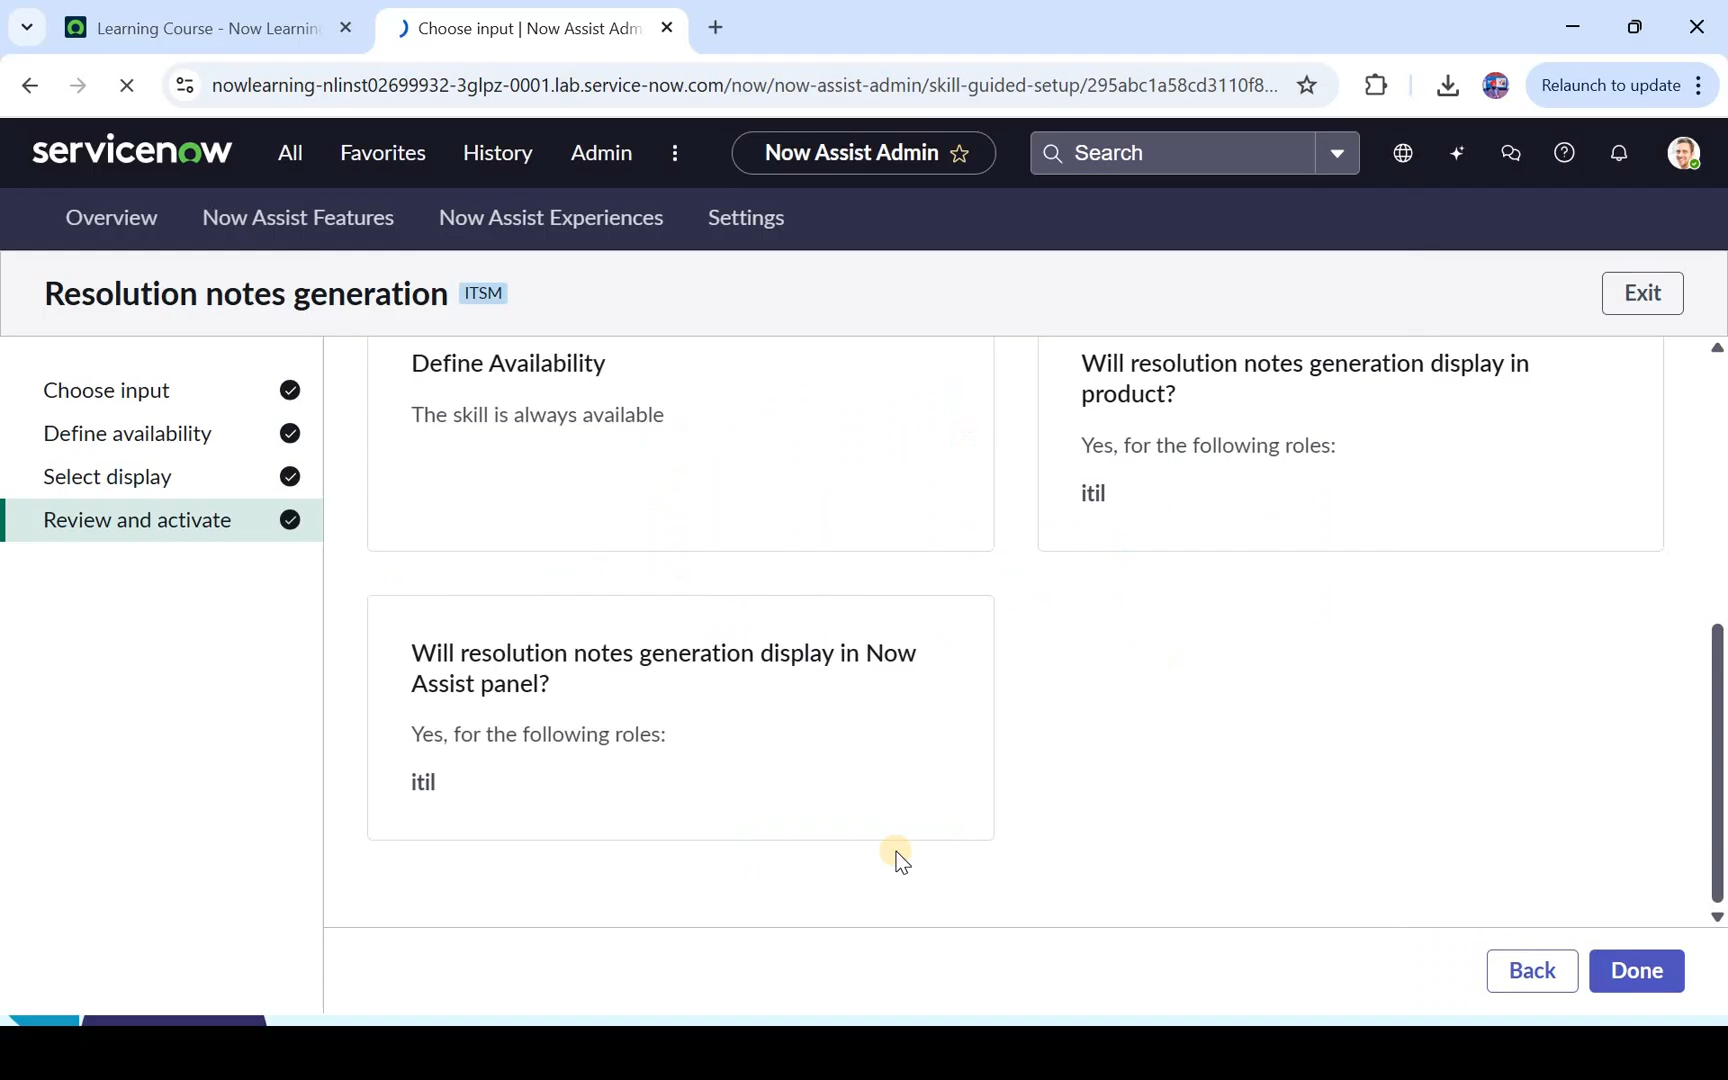 Learning Course - Now Learnin
Choose input | Now Assist Adm
nowlearning-nlinst02699932-3glpz-0001.lab.service-now.com/now/now-assist-admin/skill-guided-setup/295abc1a58cd3110f8...
Relaunch to update
servicenow
All
Favorites
History
Admin
Now Assist Admin
Search
Overview
Now Assist Features
Now Assist Experiences
Settings
Resolution notes generation ITSM
Exit
Choose input
Define availability
Select display
Review and activate
Define Availability
The skill is always available
Will resolution notes generation display in
product?
Yes, for the following roles:
itil
Will resolution notes generation display in Now
Assist panel?
Yes, for the following roles:
itil
Back
Done